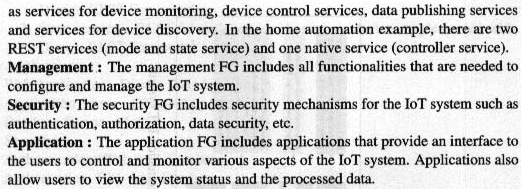 as services for device monitoring, device control services, data publishing services
and services for device discovery. In the home automation example, there are two
REST services (mode and state service) and one native service (controller service).
Management : The management FG includes all functionalities that are needed to
configure and manage the IoT system.
Security : The security FG includes security mechanisms for the IoT system such as
authentication, authorization, data security, etc.
Application : The application FG includes applications that provide an interface to
the users to control and monitor various aspects of the IoT system. Applications also
allow users to view the system status and the processed data.